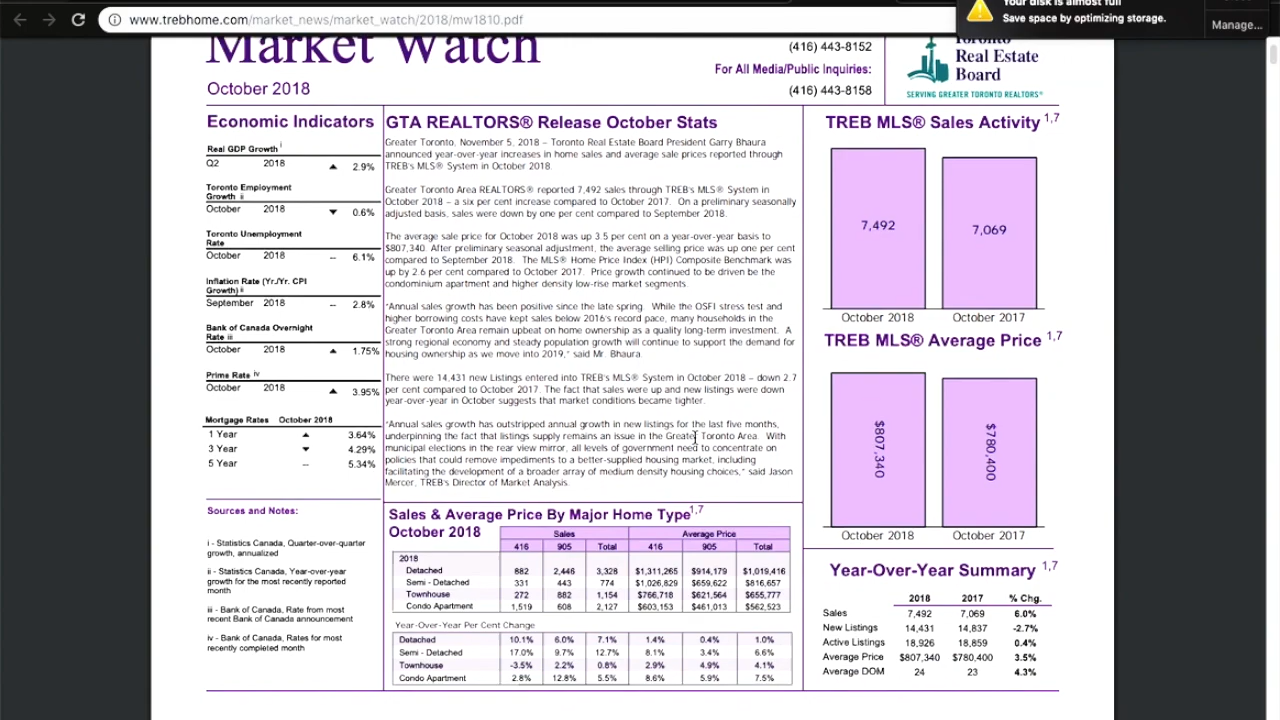 www.trebhome.com/market_news/market_watch/2018/mw1810.pdf
Your disk is almost full
Save space by optimizing storage.
Manage...
Market Watch
October 2018
(416) 443-8152
For All Media/Public Inquiries:
(416) 443-8158
Toronto
Real Estate
Board
SERVING GREATER TORONTO REALTORS®
Economic Indicators
Real GDP Growth i
Q2 2018 ▲ 2.9%
Toronto Employment
Growth ii
October 2018 ▼ 0.6%
Toronto Unemployment
Rate
October 2018 -- 6.1%
Inflation Rate (Yr./Yr. CPI
Growth) ii
September 2018 -- 2.8%
Bank of Canada Overnight
Rate iii
October 2018 ▲ 1.75%
Prime Rate iv
October 2018 ▲ 3.95%
Mortgage Rates October 2018
1 Year ▲ 3.64%
3 Year ▼ 4.29%
5 Year -- 5.34%
Sources and Notes:
i - Statistics Canada, Quarter-over-quarter
growth, annualized
ii - Statistics Canada, Year-over-year
growth for the most recently reported
month
iii - Bank of Canada, Rate from most
recent Bank of Canada announcement
iv - Bank of Canada, Rates for most
recently completed month
GTA REALTORS® Release October Stats
Greater Toronto, November 5, 2018 – Toronto Real Estate Board President Garry Bhaura
announced year-over-year increases in home sales and average sale prices reported through
TREB's MLS® System in October 2018.
Greater Toronto Area REALTORS® reported 7,492 sales through TREB's MLS® System in
October 2018 – a six per cent increase compared to October 2017. On a preliminary seasonally
adjusted basis, sales were down by one per cent compared to September 2018.
The average sale price for October 2018 was up 3.5 per cent on a year-over-year basis to
$807,340. After preliminary seasonal adjustment, the average selling price was up one per cent
compared to September 2018. The MLS® Home Price Index (HPI) Composite Benchmark was
up by 2.6 per cent compared to October 2017. Price growth continued to be driven be the
condominium apartment and higher density low-rise market segments.
"Annual sales growth has been positive since the late spring. While the OSFI stress test and
higher borrowing costs have kept sales below 2016's record pace, many households in the
Greater Toronto Area remain upbeat on home ownership as a quality long-term investment. A
strong regional economy and steady population growth will continue to support the demand for
housing ownership as we move into 2019," said Mr. Bhaura.
There were 14,431 new Listings entered into TREB's MLS® System in October 2018 – down 2.7
per cent compared to October 2017. The fact that sales were up and new listings were down
year-over-year in October suggests that market conditions became tighter.
"Annual sales growth has outstripped annual growth in new listings for the last five months,
underpinning the fact that listings supply remains an issue in the Greater Toronto Area. With
municipal elections in the rear view mirror, all levels of government need to concentrate on
policies that could remove impediments to a better-supplied housing market, including
facilitating the development of a broader array of medium density housing choices," said Jason
Mercer, TREB's Director of Market Analysis.
Sales & Average Price By Major Home Type 1,7
October 2018
Sales Average Price
416 905 Total 416 905 Total
2018
Detached 882 2,446 3,328 $1,311,265 $914,179 $1,019,416
Semi - Detached 331 443 774 $1,026,829 $659,622 $816,657
Townhouse 272 882 1,154 $766,718 $621,564 $655,777
Condo Apartment 1,519 608 2,127 $603,153 $461,013 $562,523
Year-Over-Year Per Cent Change
Detached 10.1% 6.0% 7.1% 1.4% 0.4% 1.0%
Semi - Detached 17.0% 9.7% 12.7% 8.1% 3.4% 6.6%
Townhouse -3.5% 2.2% 0.8% 2.9% 4.9% 4.1%
Condo Apartment 2.8% 12.8% 5.5% 8.6% 5.9% 7.5%
TREB MLS® Sales Activity 1,7
7,492 7,069
October 2018 October 2017
TREB MLS® Average Price 1,7
$807,340 $780,400
October 2018 October 2017
Year-Over-Year Summary 1,7
2018 2017 % Chg.
Sales 7,492 7,069 6.0%
New Listings 14,431 14,837 -2.7%
Active Listings 18,926 18,859 0.4%
Average Price $807,340 $780,400 3.5%
Average DOM 24 23 4.3%